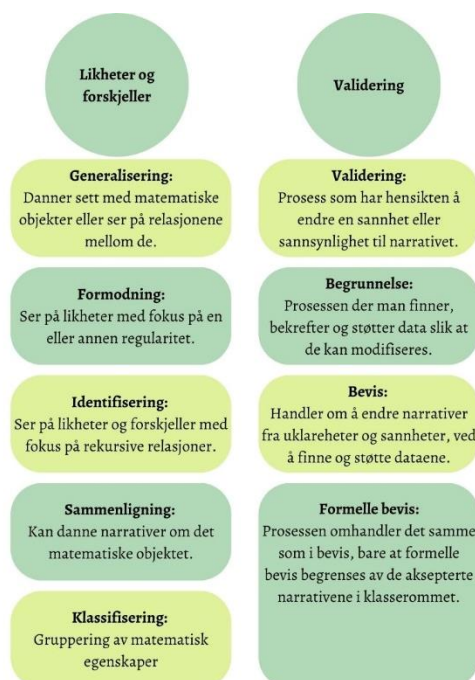 Likheter og
forskjeller
Generalisering:
Danner sett med matematiske
objekter eller ser på relasjonene
mellom de.
Formodning:
Ser på likheter med fokus på en
eller annen regularitet.
Identifisering:
Ser på likheter og forskjeller med
fokus på rekursive relasjoner.
Sammenligning:
Kan danne narrativer om det
matematiske objektet.
Klassifisering:
Gruppering av matematisk
egenskaper
Validering
Validering:
Prosess som har hensikten å
endre en sannhet eller
sannsynlighet til narrativet.
Begrunnelse:
Prosessen der man finner,
bekrefter og støtter data slik at
de kan modifiseres.
Bevis:
Handler om å endre narrativer
fra uklareheter og sannheter, ved
å finne og støtte dataene.
Formelle bevis:
Prosessen omhandler det samme
som i bevis, bare at formelle
bevis begrenses av de aksepterte
narrativene i klasserommet.